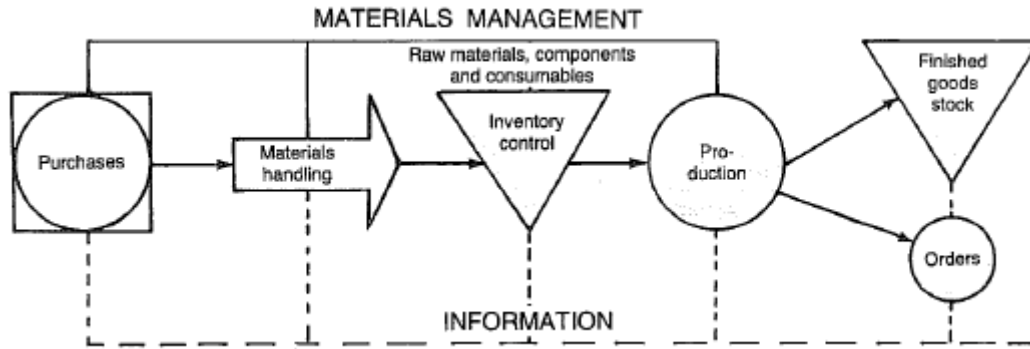 MATERIALS MANAGEMENT
Raw materials, components
and consumables
Purchases
Materials
handling
Inventory
control
Pro-
duction
Finished
goods
stock
Orders
INFORMATION